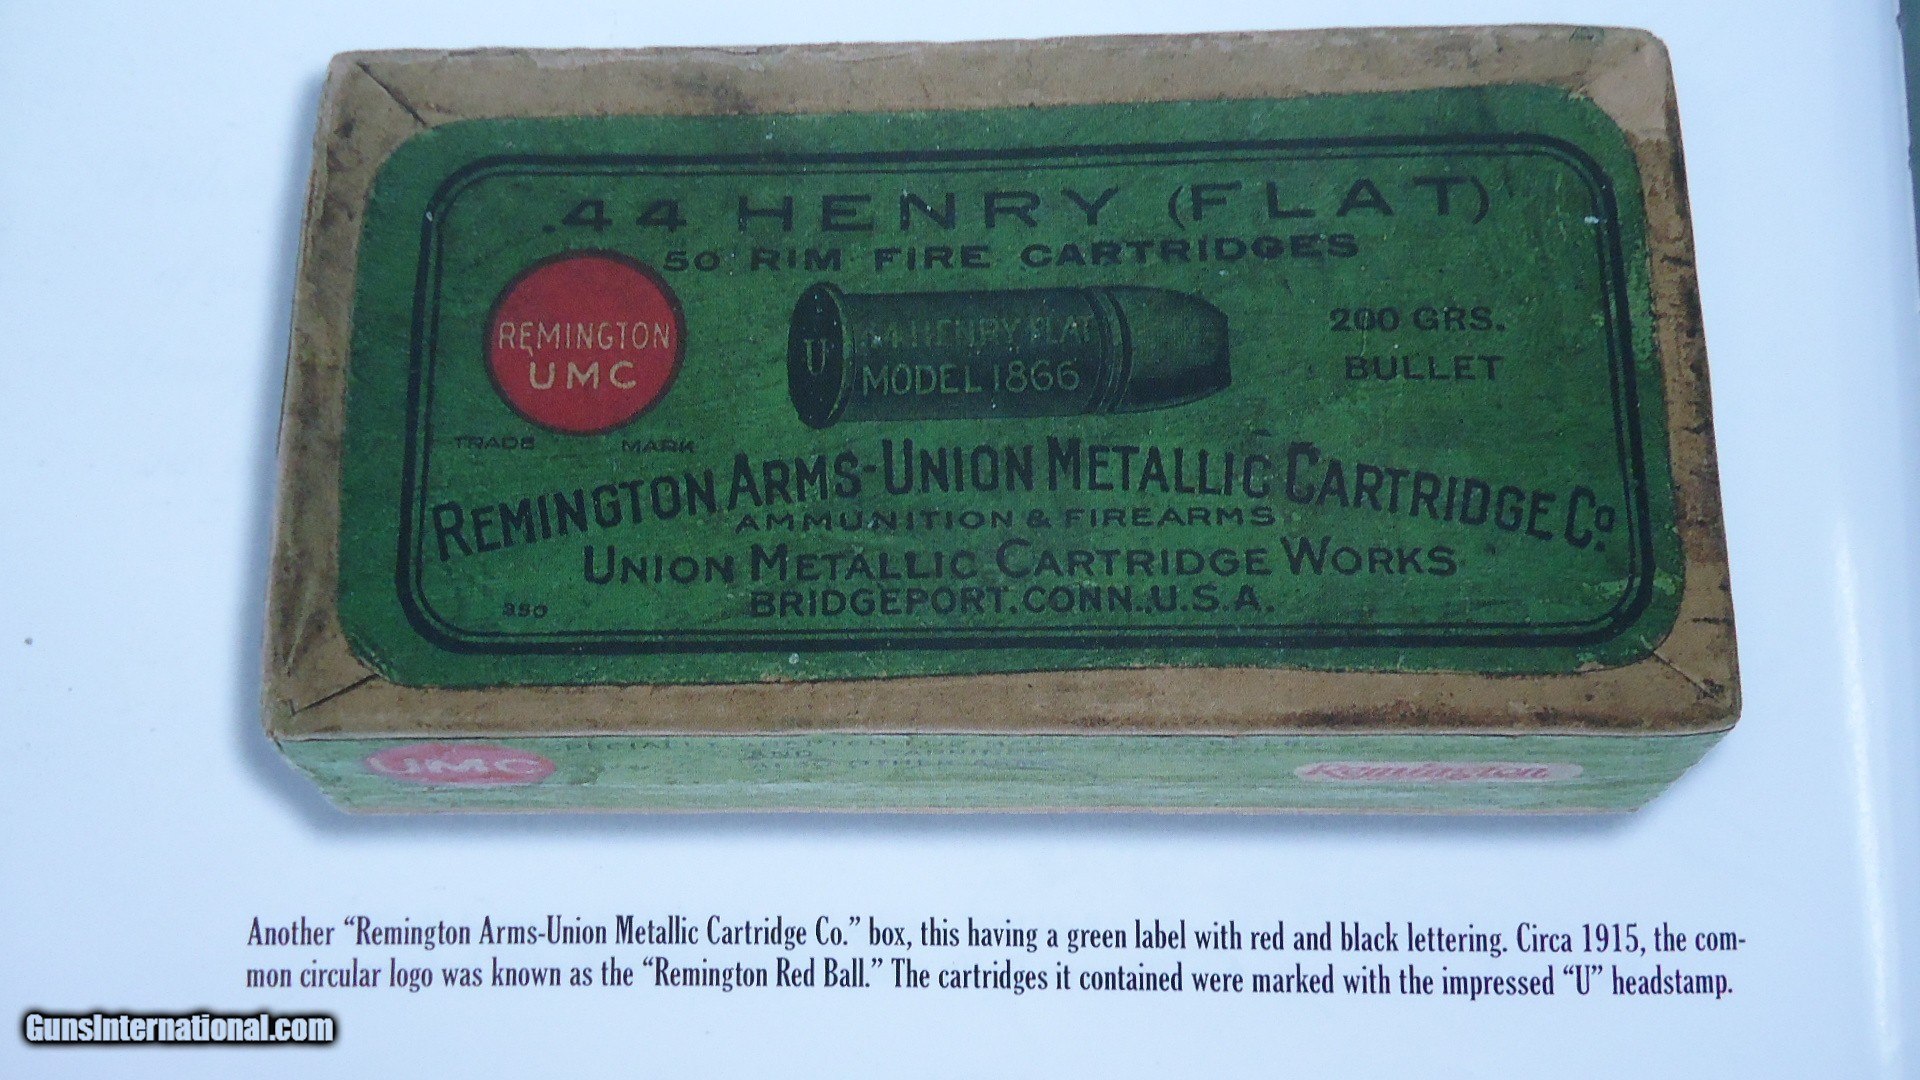 .44 HENRY (FLAT)
50 RIM FIRE CARTRIDGES
REMINGTON
UMC
TRADE MARK
U
.44 HENRY FLAT
MODEL 1866
200 GRS.
BULLET
REMINGTON ARMS-UNION METALLIC CARTRIDGE Co.
AMMUNITION & FIREARMS
UNION METALLIC CARTRIDGE WORKS
BRIDGEPORT, CONN., U.S.A.
350
UMC
AND
Remington
Another “Remington Arms-Union Metallic Cartridge Co.” box, this having a green label with red and black lettering. Circa 1915, the com-
mon circular logo was known as the “Remington Red Ball.” The cartridges it contained were marked with the impressed “U” headstamp.
GunsInternational.com